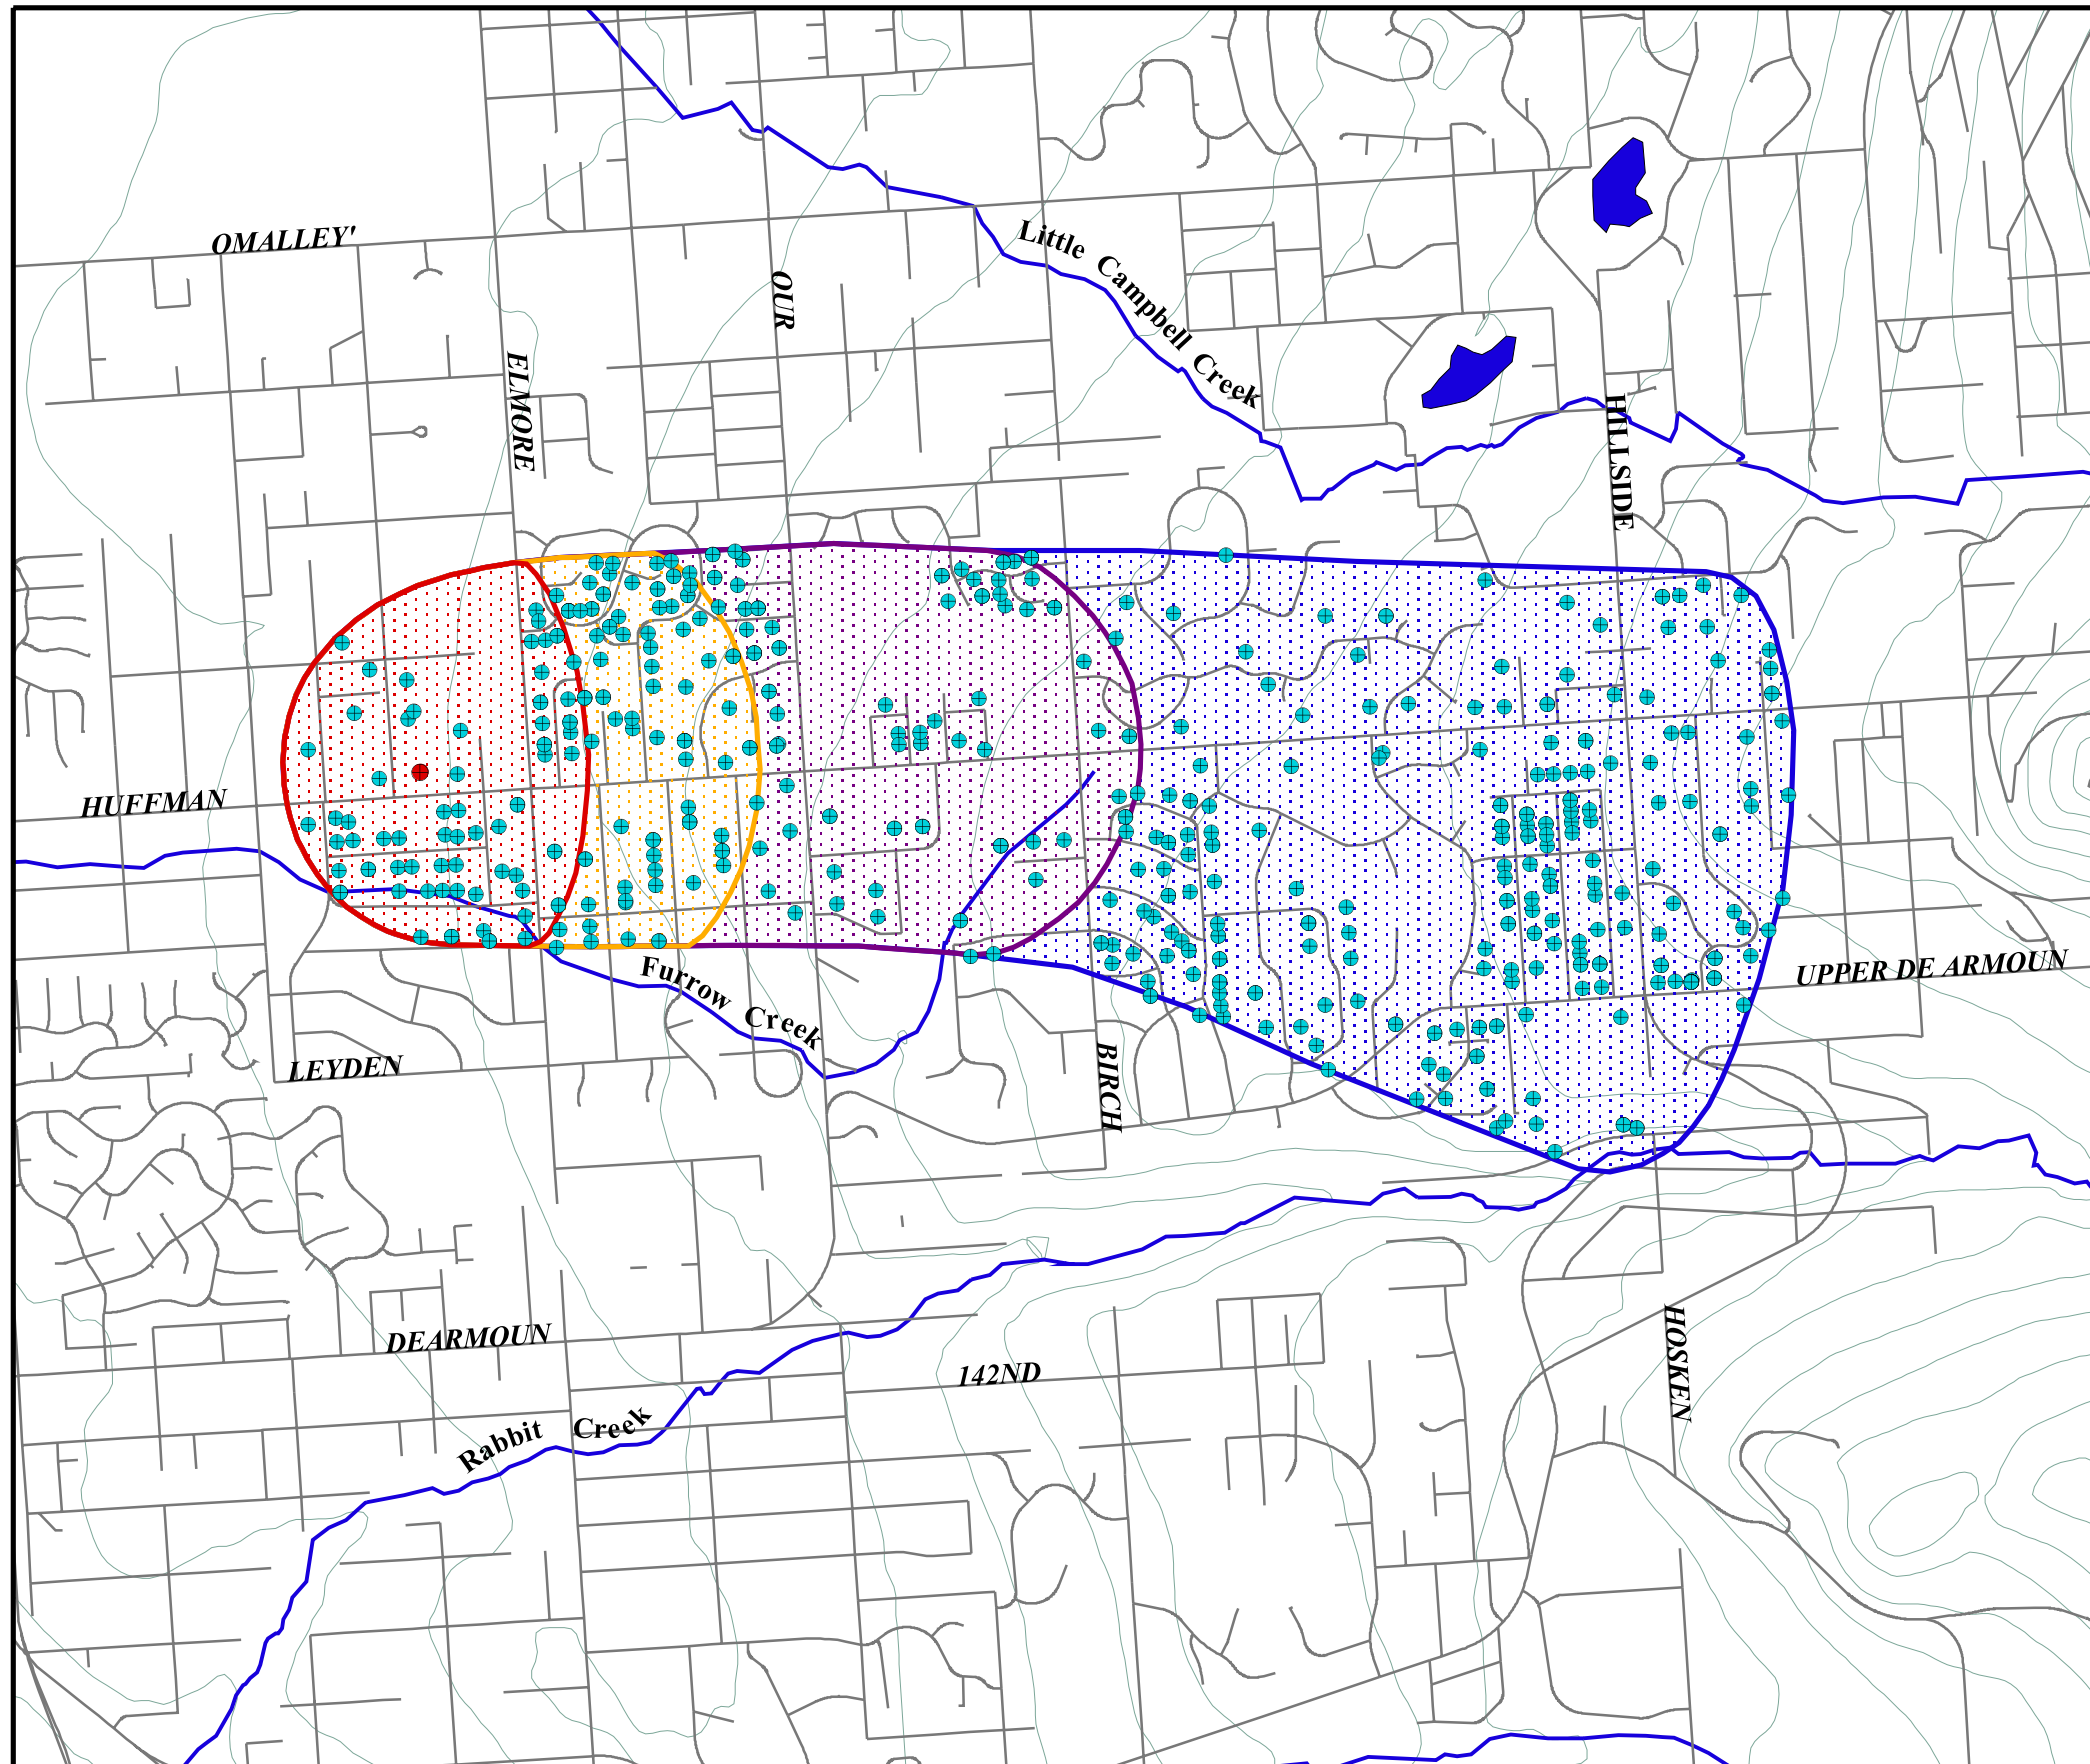 OMALLEY'
OUR
Little Campbell Creek
ELMORE
HILLSIDE
HUFFMAN
Furrow Creek
UPPER DE ARMOUN
LEYDEN
BIRCH
DEARMOUN
142ND
HOSKEN
Rabbit Creek